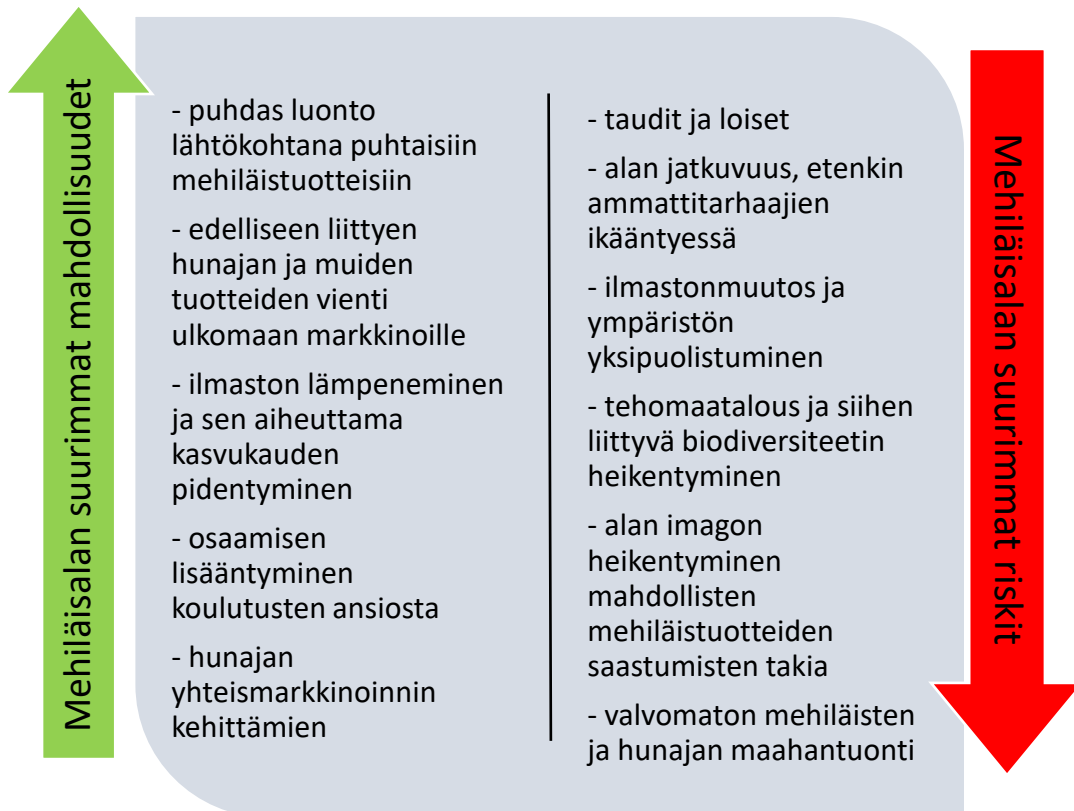 Mehiläisalan suurimmat mahdollisuudet
- puhdas luonto
lähtökohtana puhtaisiin
mehiläistuotteisiin
- edelliseen liittyen
hunajan ja muiden
tuotteiden vienti
ulkomaan markkinoille
- ilmaston lämpeneminen
ja sen aiheuttama
kasvukauden
pidentyminen
- osaamisen
lisääntyminen
koulutusten ansiosta
- hunajan
yhteismarkkinoinnin
kehittämien
- taudit ja loiset
- alan jatkuvuus, etenkin
ammattitarhaajien
ikääntyessä
- ilmastonmuutos ja
ympäristön
yksipuolistuminen
- tehomaatalous ja siihen
liittyvä biodiversiteetin
heikentyminen
- alan imagon
heikentyminen
mahdollisten
mehiläistuotteiden
saastumisten takia
- valvomaton mehiläisten
ja hunajan maahantuonti
Mehiläisalan suurimmat riskit